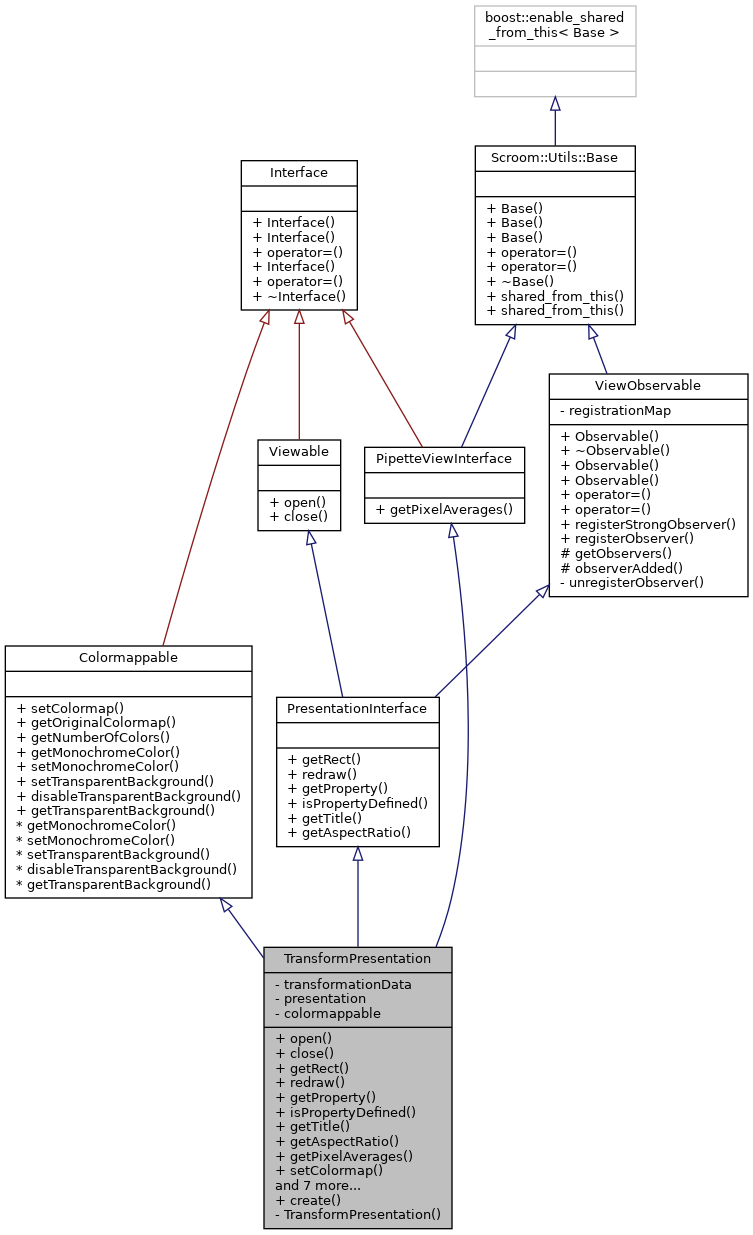 boost::enable_shared
_from_this< Base >
Scroom::Utils::Base
+ Base()
+ Base()
+ Base()
+ operator=()
+ operator=()
+ ~Base()
+ shared_from_this()
+ shared_from_this()
Interface
+ Interface()
+ Interface()
+ operator=()
+ Interface()
+ operator=()
+ ~Interface()
ViewObservable
- registrationMap
+ Observable()
+ ~Observable()
+ Observable()
+ Observable()
+ operator=()
+ operator=()
+ registerStrongObserver()
+ registerObserver()
# getObservers()
# observerAdded()
- unregisterObserver()
Viewable
+ open()
+ close()
PipetteViewInterface
+ getPixelAverages()
Colormappable
+ setColormap()
+ getOriginalColormap()
+ getNumberOfColors()
+ getMonochromeColor()
+ setMonochromeColor()
+ setTransparentBackground()
+ disableTransparentBackground()
+ getTransparentBackground()
* getMonochromeColor()
* setMonochromeColor()
* setTransparentBackground()
* disableTransparentBackground()
* getTransparentBackground()
PresentationInterface
+ getRect()
+ redraw()
+ getProperty()
+ isPropertyDefined()
+ getTitle()
+ getAspectRatio()
TransformPresentation
- transformationData
- presentation
- colormappable
+ open()
+ close()
+ getRect()
+ redraw()
+ getProperty()
+ isPropertyDefined()
+ getTitle()
+ getAspectRatio()
+ getPixelAverages()
+ setColormap()
and 7 more...
+ create()
- TransformPresentation()